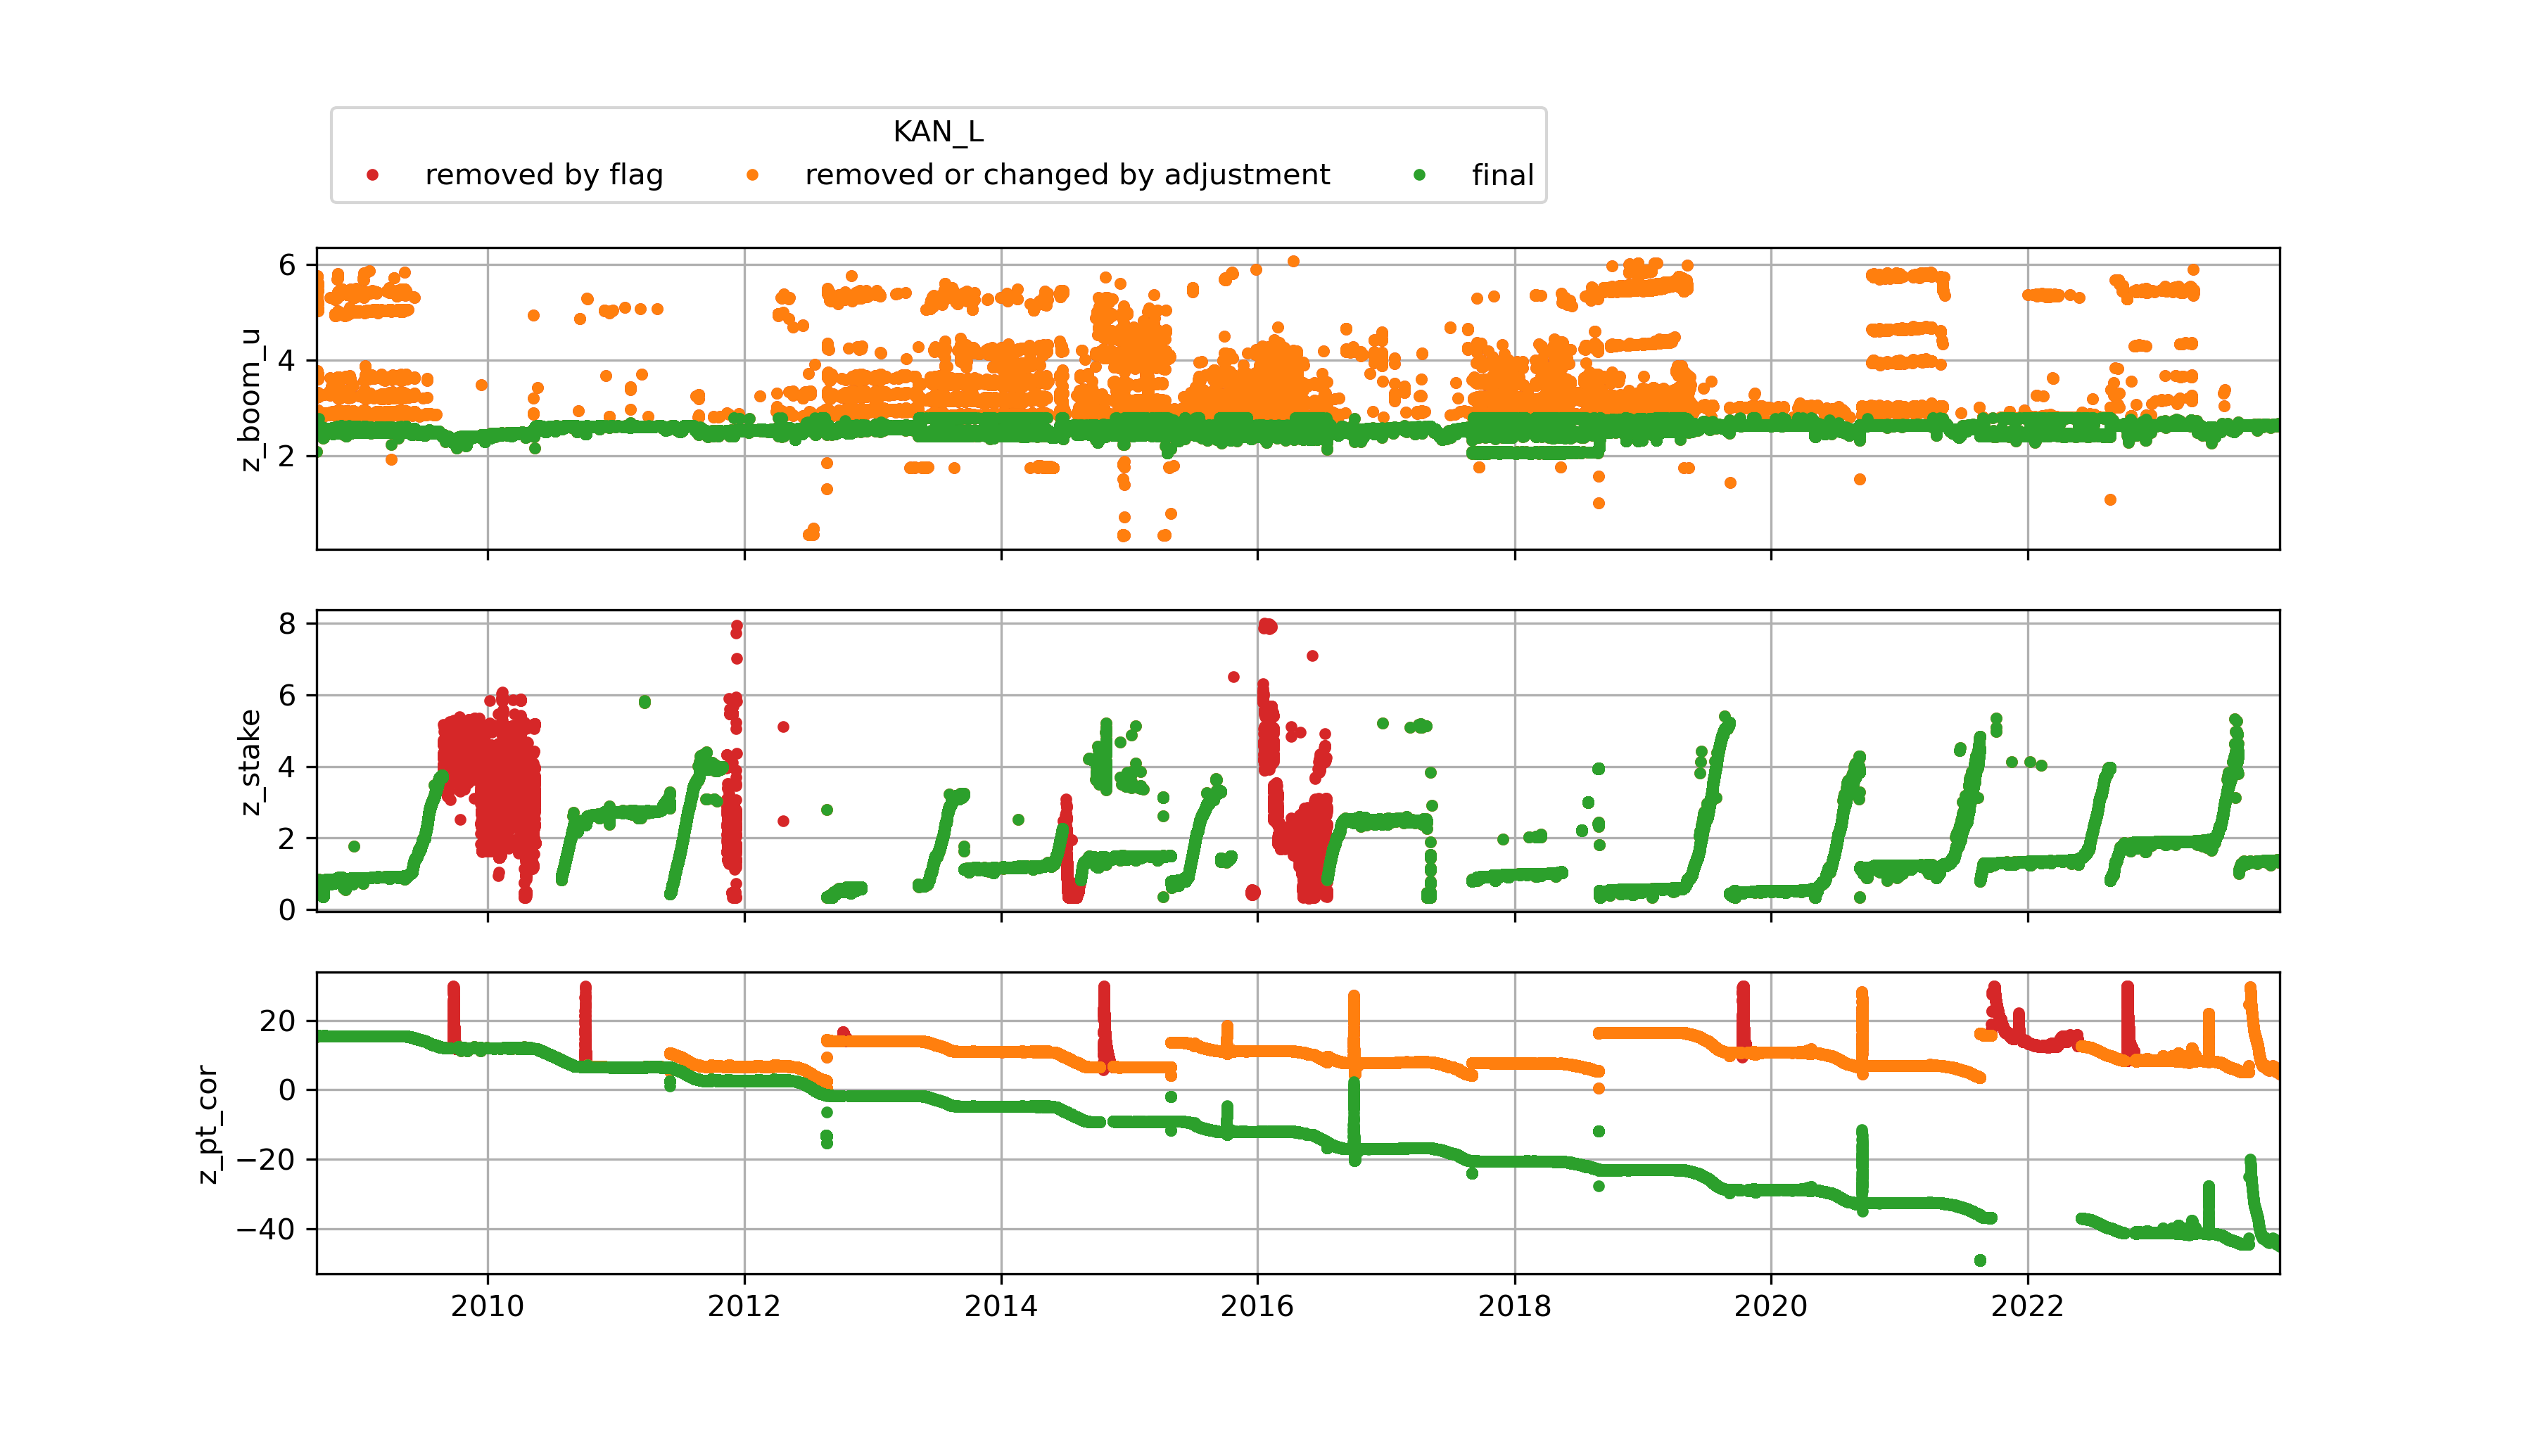 KAN_L
removed by flag removed or changed by adjustment final
6
4
2
z_boom_u
8
6
4
2
0
z_stake
20
0
−20
−40
z_pt_cor
2010 2012 2014 2016 2018 2020 2022